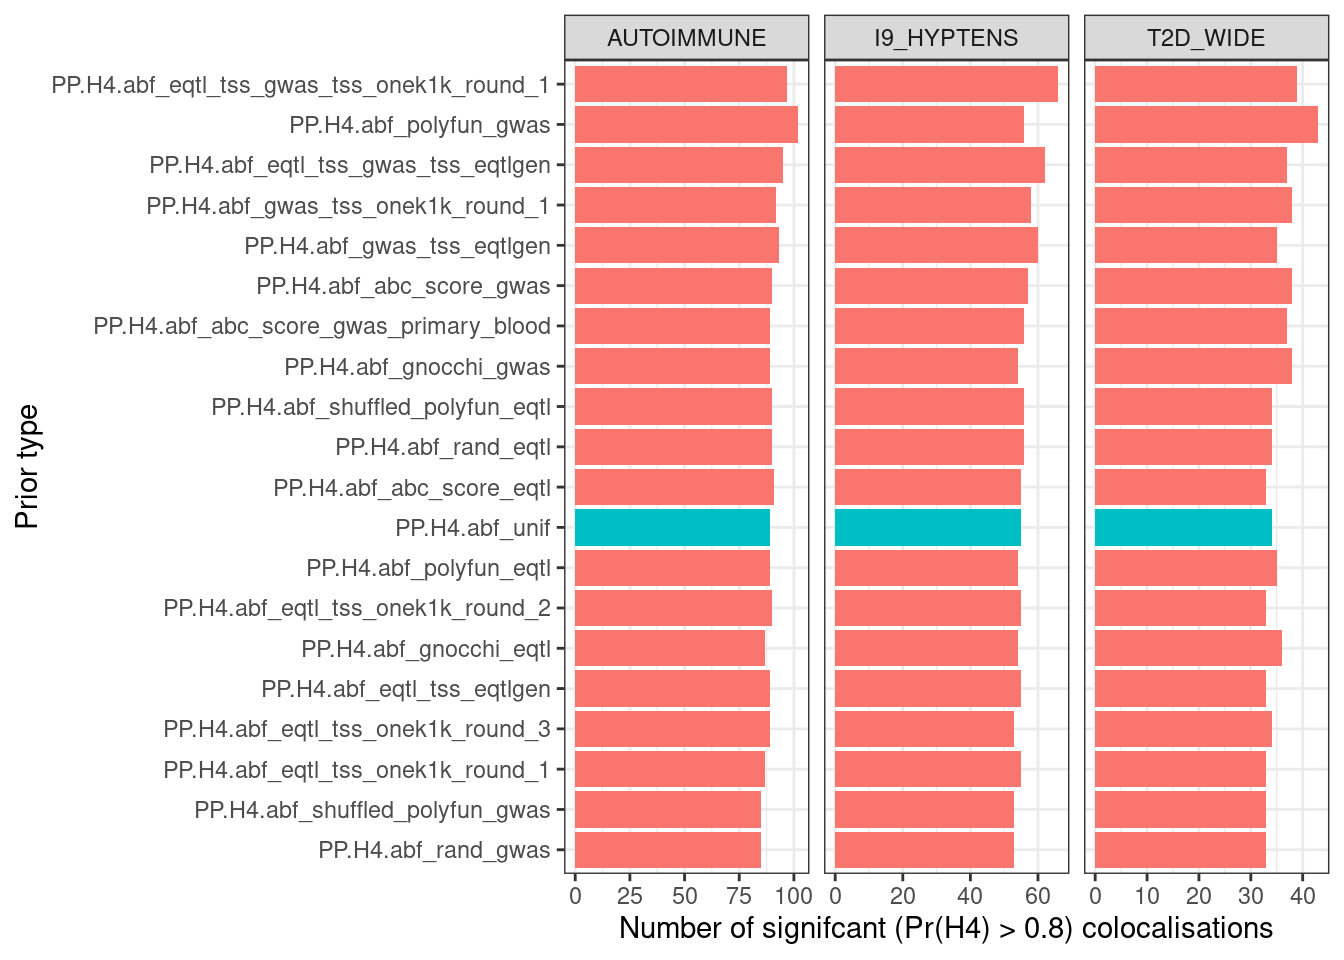 AUTOIMMUNE
I9_HYPTENS
T2D_WIDE
PP.H4.abf_eqtl_tss_gwas_tss_onek1k_round_1
PP.H4.abf_polyfun_gwas
PP.H4.abf_eqtl_tss_gwas_tss_eqtlgen
PP.H4.abf_gwas_tss_onek1k_round_1
PP.H4.abf_gwas_tss_eqtlgen
PP.H4.abf_abc_score_gwas
PP.H4.abf_abc_score_gwas_primary_blood
PP.H4.abf_gnocchi_gwas
PP.H4.abf_shuffled_polyfun_eqtl
PP.H4.abf_rand_eqtl
PP.H4.abf_abc_score_eqtl
PP.H4.abf_unif
PP.H4.abf_polyfun_eqtl
PP.H4.abf_eqtl_tss_onek1k_round_2
PP.H4.abf_gnocchi_eqtl
PP.H4.abf_eqtl_tss_eqtlgen
PP.H4.abf_eqtl_tss_onek1k_round_3
PP.H4.abf_eqtl_tss_onek1k_round_1
PP.H4.abf_shuffled_polyfun_gwas
PP.H4.abf_rand_gwas
Prior type
0 25 50 75 100
0 20 40 60
0 10 20 30 40
Number of signifcant (Pr(H4) > 0.8) colocalisations